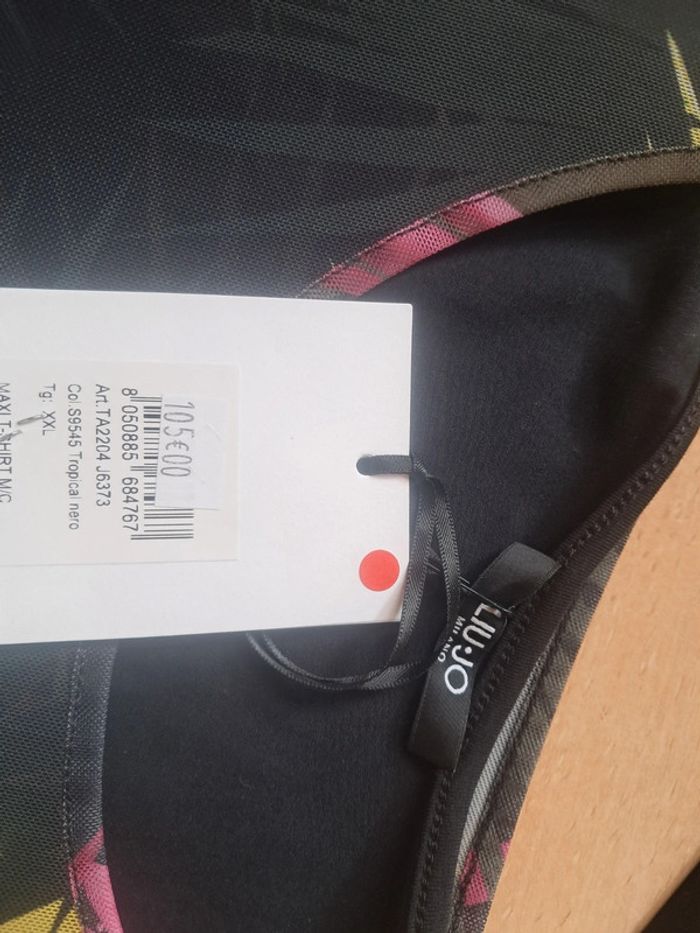 105€00
8 050885 684767
Art.TA2204 J6373
Col S9545 Tropical nero
Tg: XXL
MAXI T-SHIRT M/C
LIU·JO
MILANO